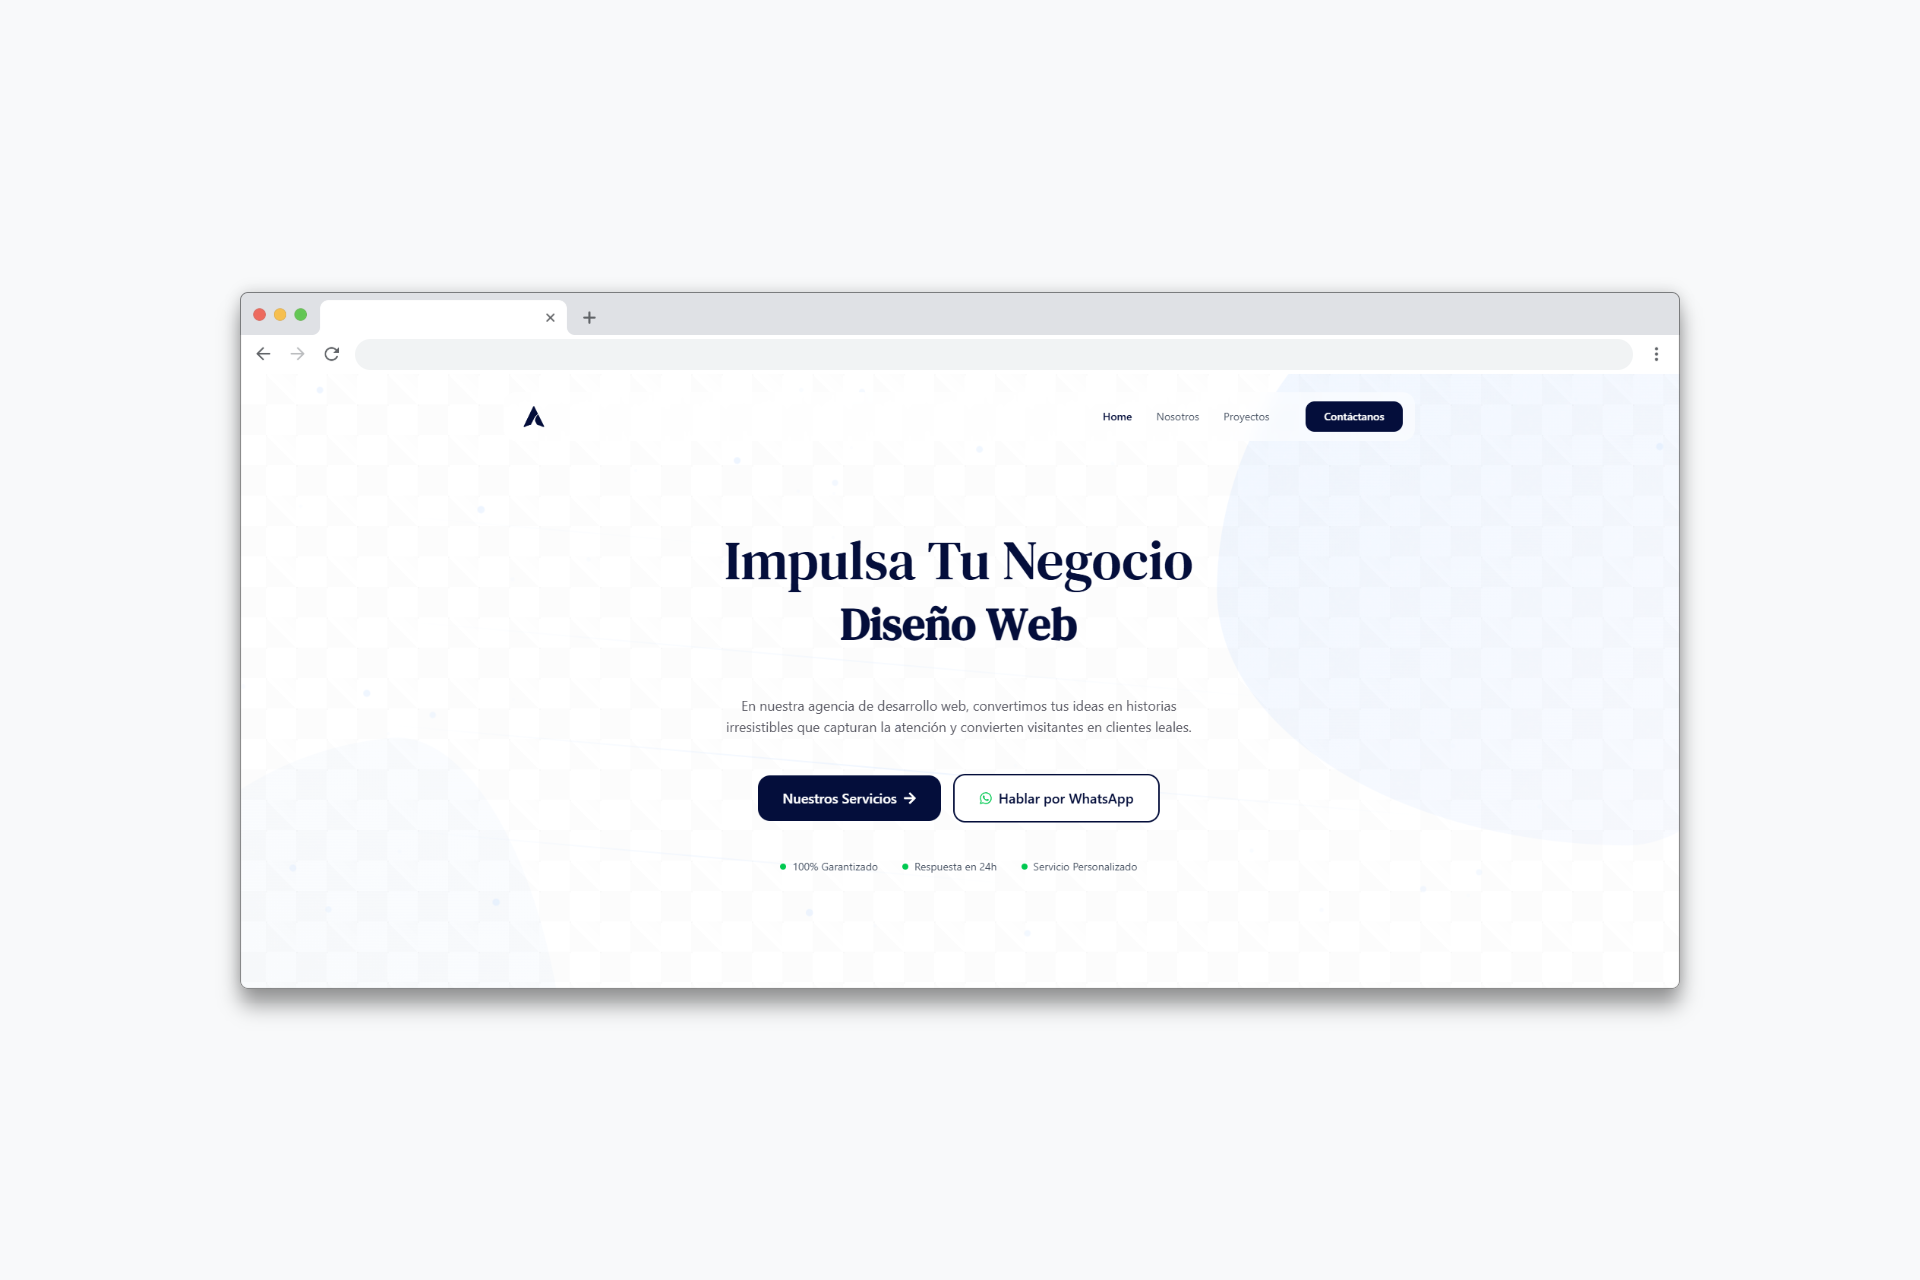 Home
Nosotros
Proyectos
Contáctanos
Impulsa Tu Negocio
Diseño Web
En nuestra agencia de desarrollo web, convertimos tus ideas en historias
irresistibles que capturan la atención y convierten visitantes en clientes leales.
Nuestros Servicios →
Hablar por WhatsApp
100% Garantizado
Respuesta en 24h
Servicio Personalizado